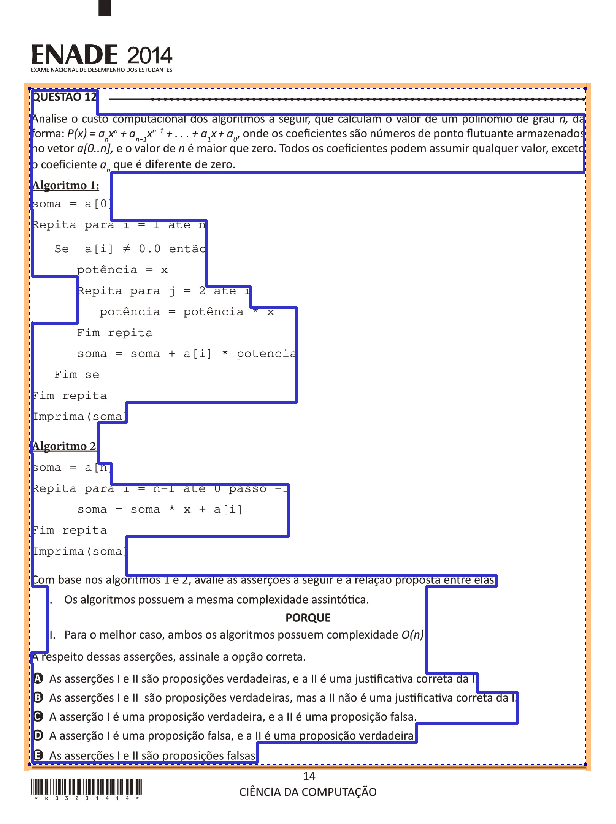 ENADE 2014
EXAME NACIONAL DE DESEMPENHO DOS ESTUDANTES
QUESTÃO 12
Analise o custo computacional dos algoritmos a seguir, que calculam o valor de um polinômio de grau n, da
forma: P(x) = aₙxⁿ + aₙ₋₁xⁿ⁻¹ + . . . + a₁x + a₀, onde os coeficientes são números de ponto flutuante armazenados
no vetor a[0..n], e o valor de n é maior que zero. Todos os coeficientes podem assumir qualquer valor, exceto
o coeficiente aₙ que é diferente de zero.
Algoritmo 1:
soma = a[0]
Repita para i = 1 até n
Se a[i] ≠ 0.0 então
potência = x
Repita para j = 2 até i
potência = potência * x
Fim repita
soma = soma + a[i] * potência
Fim se
Fim repita
Imprima(soma)
Algoritmo 2
soma = a[n]
Repita para i = n-1 até 0 passo -1
soma = soma * x + a[i]
Fim repita
Imprima(soma)
Com base nos algoritmos 1 e 2, avalie as asserções a seguir e a relação proposta entre elas.
I. Os algoritmos possuem a mesma complexidade assintótica.
PORQUE
II. Para o melhor caso, ambos os algoritmos possuem complexidade O(n)
A respeito dessas asserções, assinale a opção correta.
A As asserções I e II são proposições verdadeiras, e a II é uma justificativa correta da I.
B As asserções I e II são proposições verdadeiras, mas a II não é uma justificativa correta da I.
C A asserção I é uma proposição verdadeira, e a II é uma proposição falsa.
D A asserção I é uma proposição falsa, e a II é uma proposição verdadeira.
E As asserções I e II são proposições falsas.
14
CIÊNCIA DA COMPUTAÇÃO